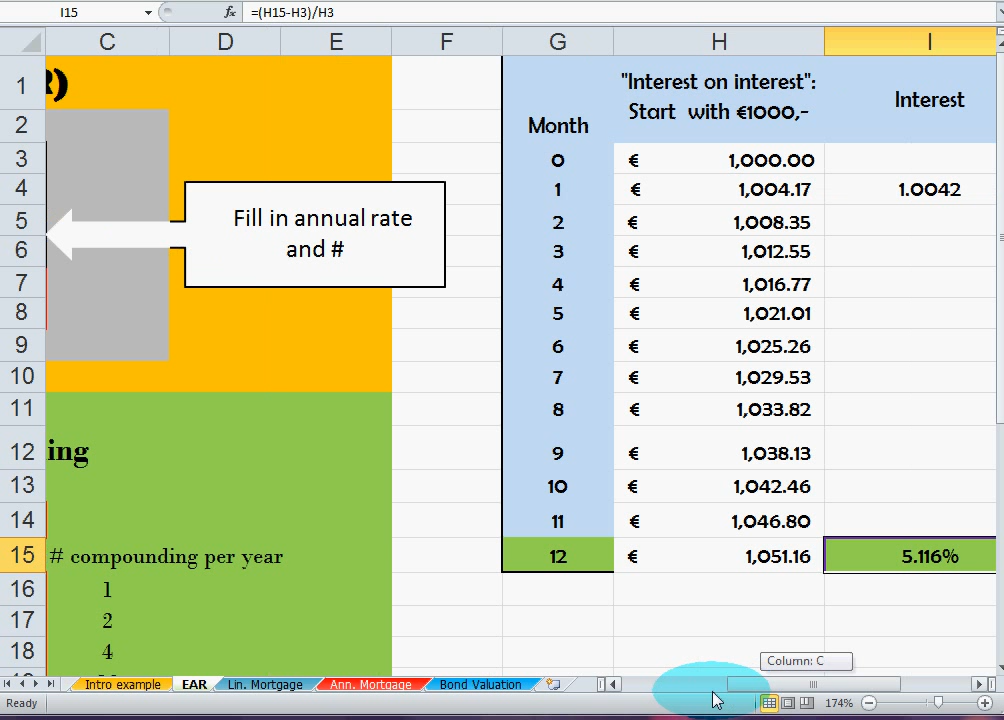 I15 fx =(H15-H3)/H3
C D E F G H I
1 R) "Interest on interest": Interest
Start with €1000,-
2 Month
3 0 € 1,000.00
4 1 € 1,004.17 1.0042
Fill in annual rate
5 2 € 1,008.35
and #
6 3 € 1,012.55
7 4 € 1,016.77
8 5 € 1,021.01
9 6 € 1,025.26
10 7 € 1,029.53
11 8 € 1,033.82
12 ing 9 € 1,038.13
13 10 € 1,042.46
14 11 € 1,046.80
15 # compounding per year 12 € 1,051.16 5.116%
16 1
17 2
18 4
Column: C
Intro example EAR Lin. Mortgage Ann. Mortgage Bond Valuation
Ready 174%